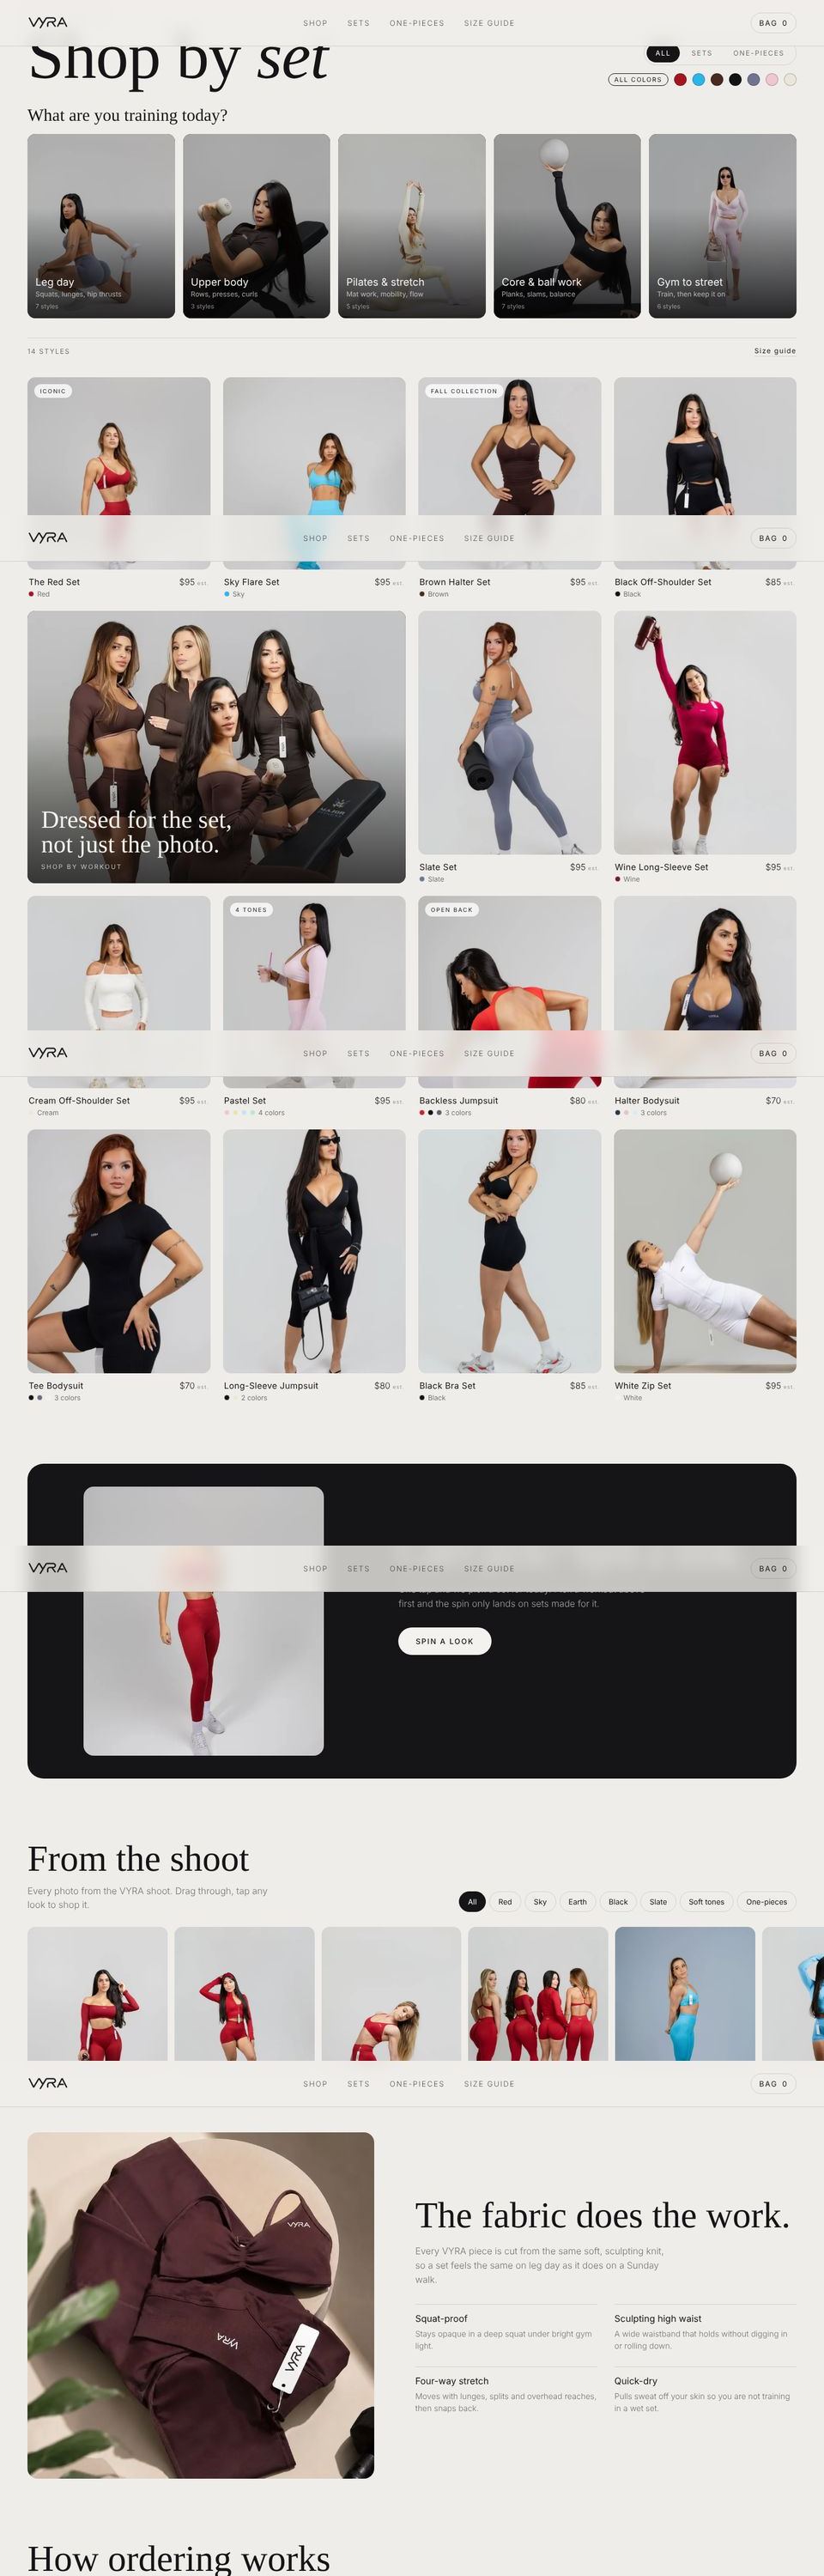 VYRA
SHOP SETS ONE-PIECES SIZE GUIDE
BAG 0
Shop by set
ALL SETS ONE-PIECES
ALL COLORS
What are you training today?
Leg day
Squats, lunges, hip thrusts
7 styles
Upper body
Rows, presses, curls
3 styles
Pilates & stretch
Mat work, mobility, flow
5 styles
Core & ball work
Planks, slams, balance
7 styles
Gym to street
Train, then keep it on
6 styles
14 STYLES
Size guide
ICONIC
FALL COLLECTION
VYRA
SHOP SETS ONE-PIECES SIZE GUIDE
BAG 0
The Red Set $95 est.
Red
Sky Flare Set $95 est.
Sky
Brown Halter Set $95 est.
Brown
Black Off-Shoulder Set $85 est.
Black
MAJOR
Dressed for the set,
not just the photo.
SHOP BY WORKOUT
Slate Set $95 est.
Slate
Wine Long-Sleeve Set $95 est.
Wine
4 TONES
OPEN BACK
VYRA
SHOP SETS ONE-PIECES SIZE GUIDE
BAG 0
Cream Off-Shoulder Set $95 est.
Cream
Pastel Set $95 est.
4 colors
Backless Jumpsuit $80 est.
3 colors
Halter Bodysuit $70 est.
3 colors
Tee Bodysuit $70 est.
3 colors
Long-Sleeve Jumpsuit $80 est.
2 colors
Black Bra Set $85 est.
Black
White Zip Set $95 est.
White
VYRA
SHOP SETS ONE-PIECES SIZE GUIDE
BAG 0
first and the spin only lands on sets made for it.
SPIN A LOOK
From the shoot
Every photo from the VYRA shoot. Drag through, tap any
look to shop it.
All Red Sky Earth Black Slate Soft tones One-pieces
VYRA
SHOP SETS ONE-PIECES SIZE GUIDE
BAG 0
VYRA
VYRA
VYRA
The fabric does the work.
Every VYRA piece is cut from the same soft, sculpting knit,
so a set feels the same on leg day as it does on a Sunday
walk.
Squat-proof
Stays opaque in a deep squat under bright gym
light.
Sculpting high waist
A wide waistband that holds without digging in
or rolling down.
Four-way stretch
Moves with lunges, splits and overhead reaches,
then snaps back.
Quick-dry
Pulls sweat off your skin so you are not training
in a wet set.
How ordering works